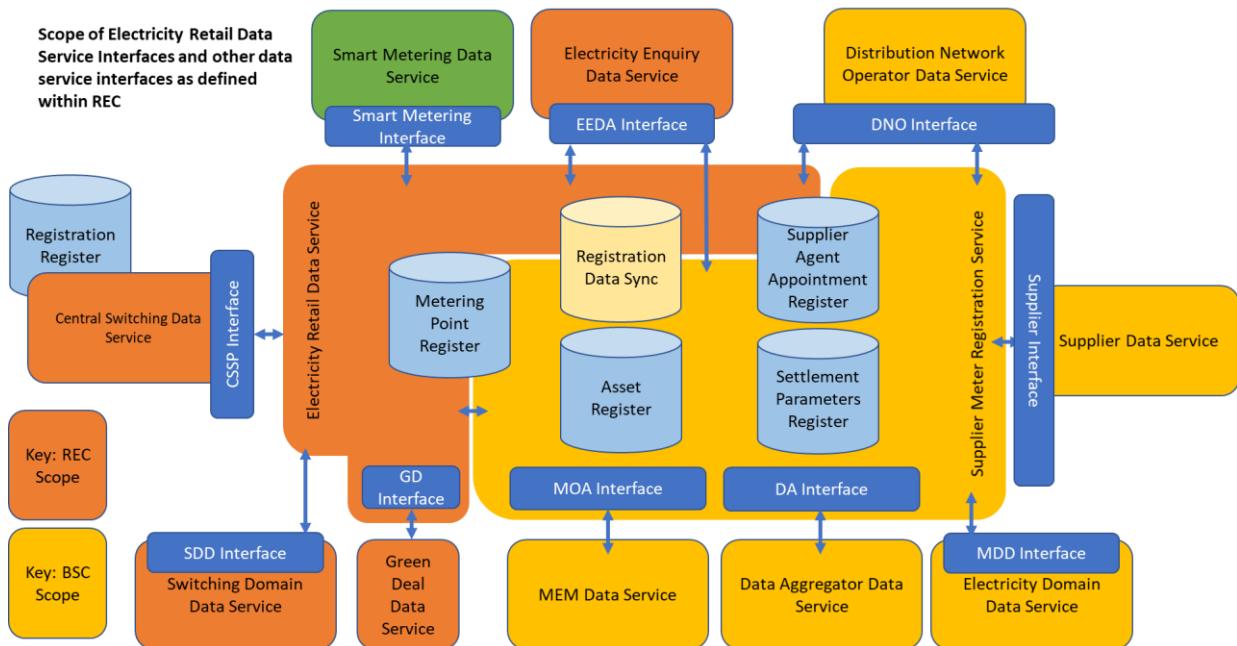 Scope of Electricity Retail Data
Service Interfaces and other data
service interfaces as defined
within REC
Smart Metering Data
Service
Smart Metering
Interface
Electricity Enquiry
Data Service
EEDA Interface
Distribution Network
Operator Data Service
DNO Interface
Registration
Register
Central Switching Data
Service
CSSP Interface
Electricity Retail Data Service
Metering
Point
Register
Registration
Data Sync
Supplier
Agent
Appointment
Register
Asset
Register
Settlement
Parameters
Register
Supplier Meter Registration Service
Supplier Interface
Supplier Data Service
Key: REC
Scope
Key: BSC
Scope
GD
Interface
MOA Interface
DA Interface
SDD Interface
Switching Domain
Data Service
Green
Deal
Data
Service
MEM Data Service
Data Aggregator Data
Service
MDD Interface
Electricity Domain
Data Service